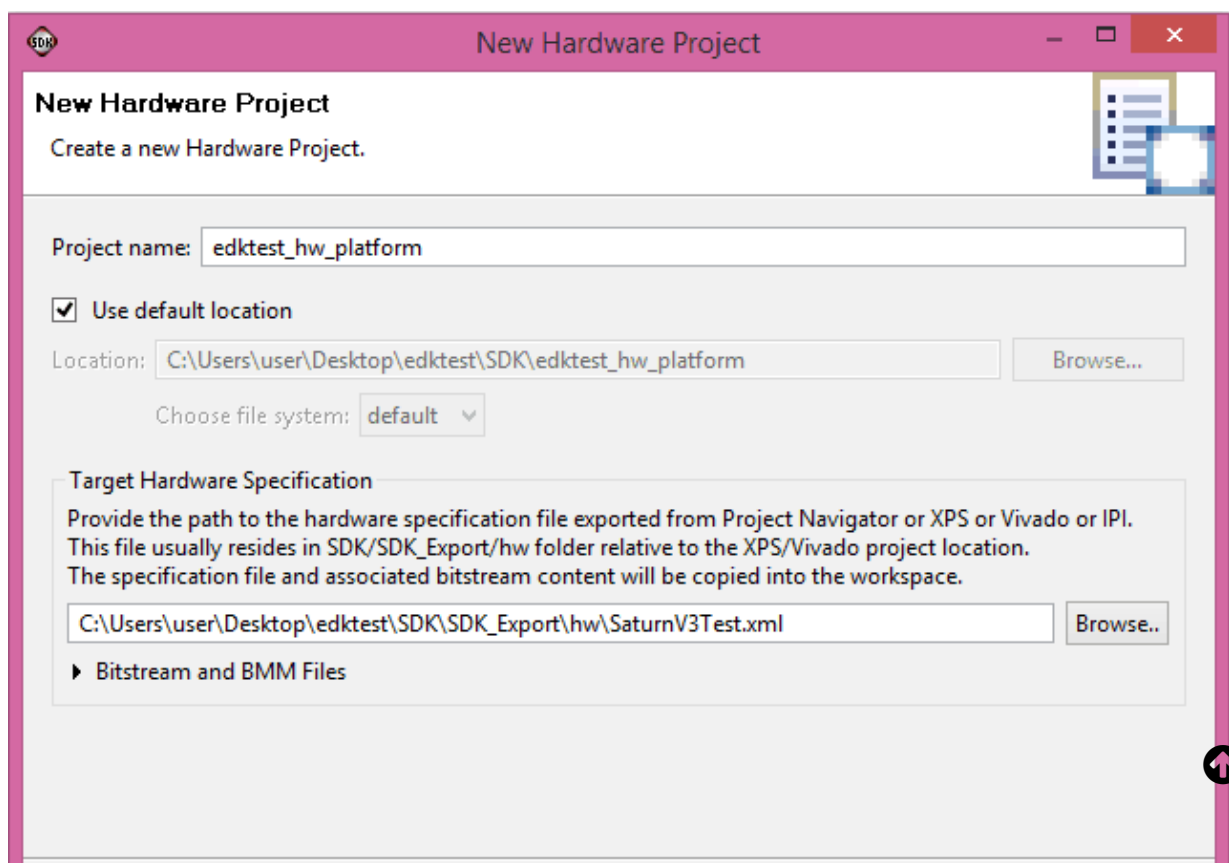 SDK
New Hardware Project
New Hardware Project
Create a new Hardware Project.
Project name: edktest_hw_platform
Use default location
Location: C:\Users\user\Desktop\edktest\SDK\edktest_hw_platform Browse...
Choose file system: default
Target Hardware Specification
Provide the path to the hardware specification file exported from Project Navigator or XPS or Vivado or IPI.
This file usually resides in SDK/SDK_Export/hw folder relative to the XPS/Vivado project location.
The specification file and associated bitstream content will be copied into the workspace.
C:\Users\user\Desktop\edktest\SDK\SDK_Export\hw\SaturnV3Test.xml Browse..
Bitstream and BMM Files